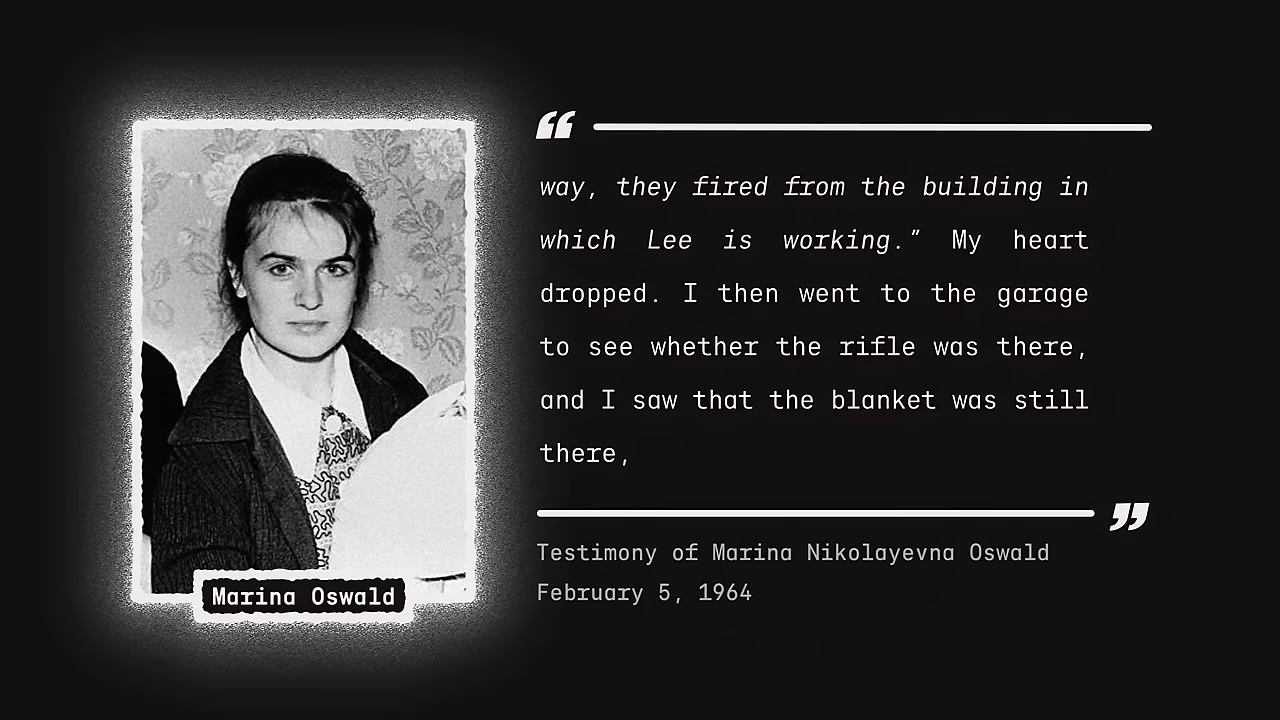 “
way, they fired from the building in
which Lee is working.” My heart
dropped. I then went to the garage
to see whether the rifle was there,
and I saw that the blanket was still
there,
”
Testimony of Marina Nikolayevna Oswald
February 5, 1964
Marina Oswald